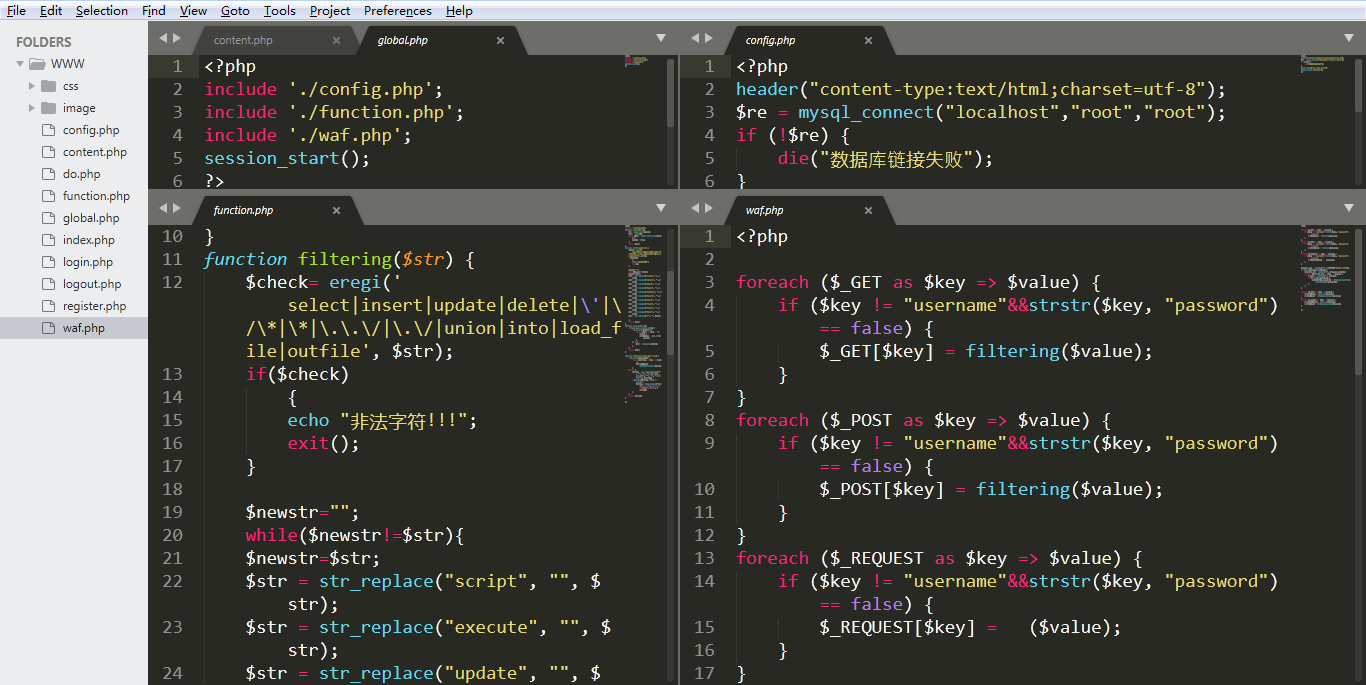 File Edit Selection Find View Goto Tools Project Preferences Help
FOLDERS
WWW
css
image
config.php
content.php
do.php
function.php
global.php
index.php
login.php
logout.php
register.php
waf.php
content.php × global.php ×
1 <?php
2 include './config.php';
3 include './function.php';
4 include './waf.php';
5 session_start();
6 ?>
config.php ×
1 <?php
2 header("content-type:text/html;charset=utf-8");
3 $re = mysql_connect("localhost","root","root");
4 if (!$re) {
5 die("数据库链接失败");
6 }
function.php ×
10 }
11 function filtering($str) {
12 $check= eregi('
select|insert|update|delete|\'|\
/\*|\*|\.\.\/|\.\/|union|into|load_f
ile|outfile', $str);
13 if($check)
14 {
15 echo "非法字符!!!";
16 exit();
17 }
18
19 $newstr="";
20 while($newstr!=$str){
21 $newstr=$str;
22 $str = str_replace("script", "", $
str);
23 $str = str_replace("execute", "", $
str);
24 $str = str_replace("update", "", $
waf.php ×
1 <?php
2
3 foreach ($_GET as $key => $value) {
4 if ($key != "username"&&strstr($key, "password")
== false) {
5 $_GET[$key] = filtering($value);
6 }
7 }
8 foreach ($_POST as $key => $value) {
9 if ($key != "username"&&strstr($key, "password")
== false) {
10 $_POST[$key] = filtering($value);
11 }
12 }
13 foreach ($_REQUEST as $key => $value) {
14 if ($key != "username"&&strstr($key, "password")
== false) {
15 $_REQUEST[$key] = ($value);
16 }
17 }